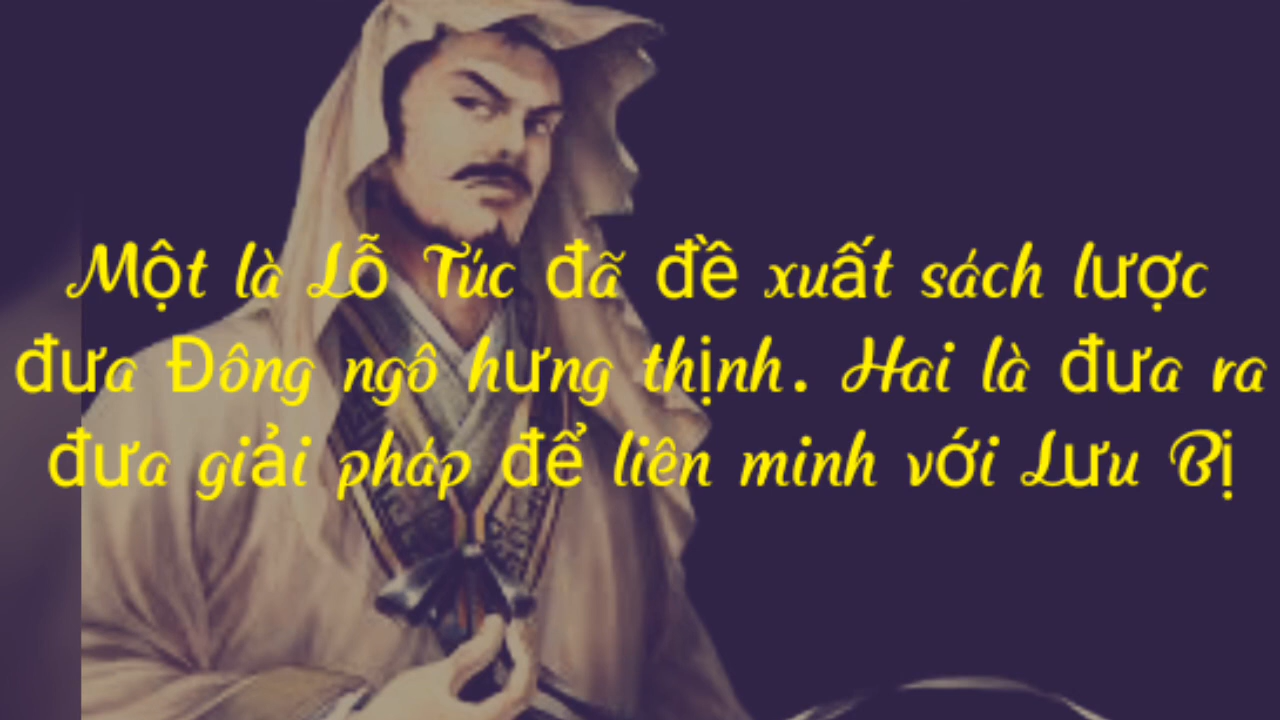 Một là Lỗ Túc đã đề xuất sách lược
đưa Đông ngô hưng thịnh. Hai là đưa ra
đưa giải pháp để liên minh với Lưu Bị